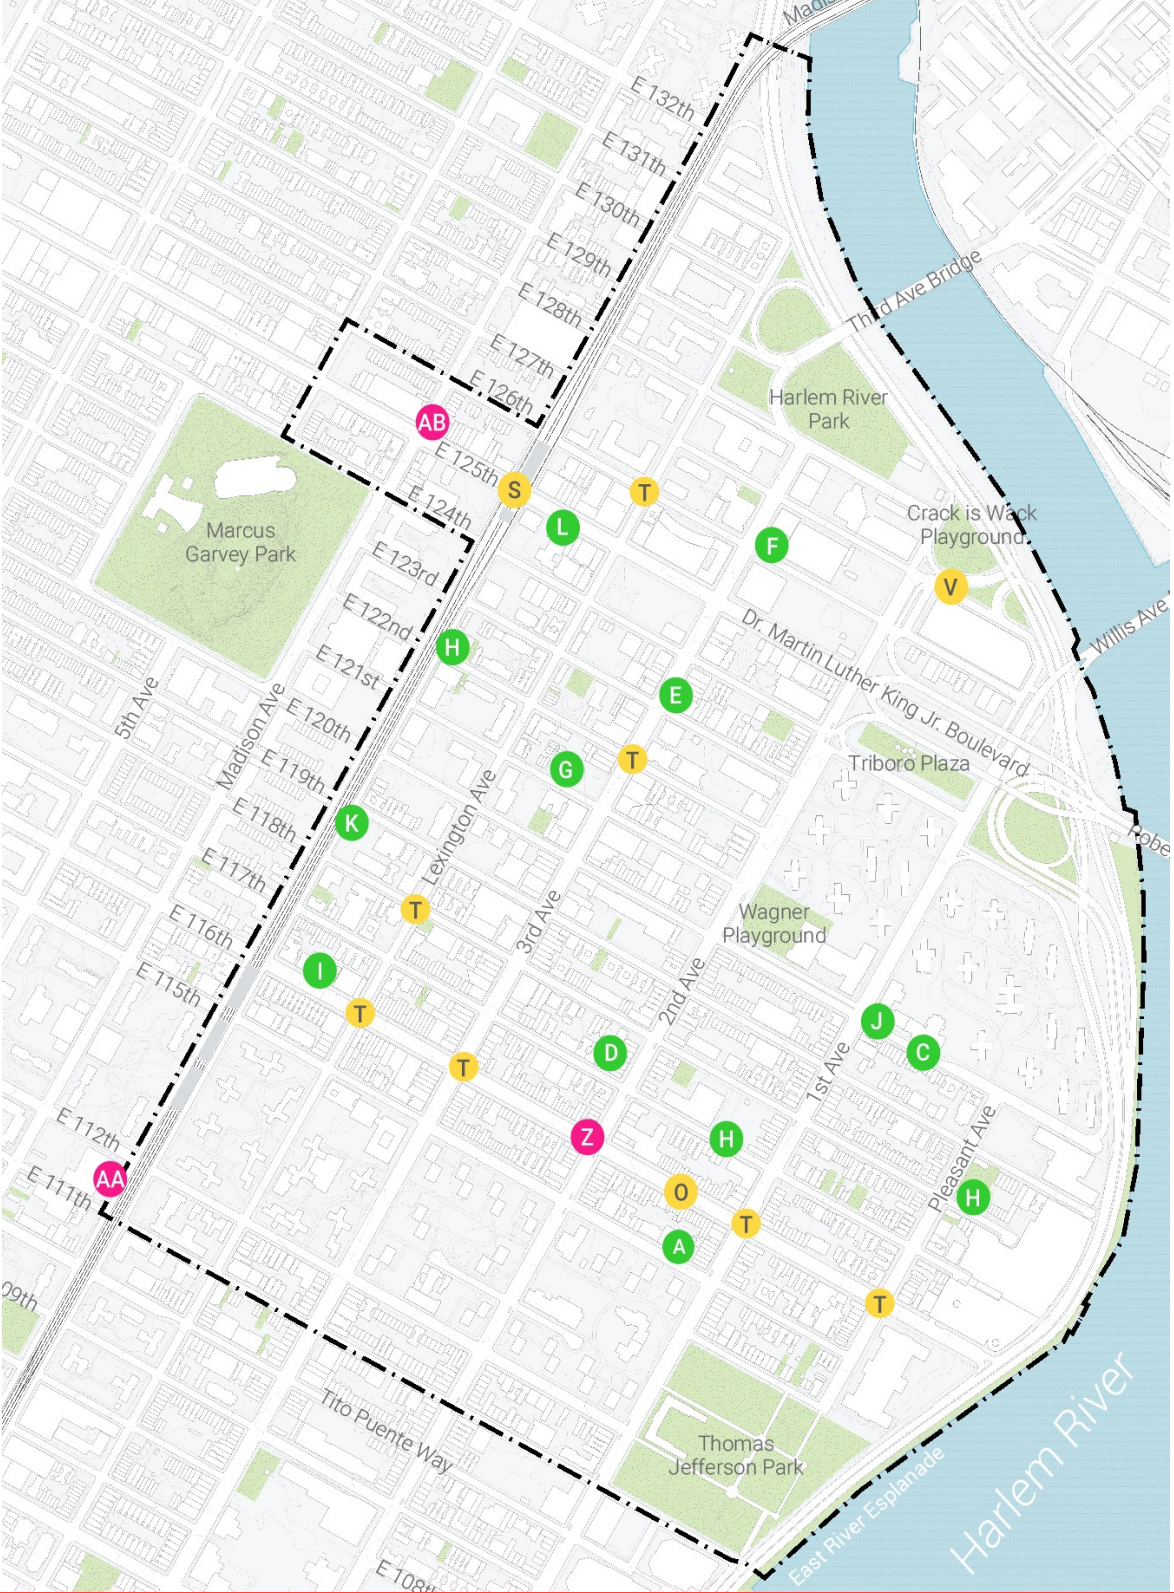 Madis
E 132th
E 131th
E 130th
E 129th
E 128th
Third Ave Bridge
E 127th
E 126th
Harlem River
Park
AB
E 125th
S
T
E 124th
L
Crack is Wack
Playground
Marcus
Garvey Park
F
E 123rd
V
E 122nd
Willis Ave
H
Dr. Martin Luther King Jr. Boulevard
E 121st
5th Ave
Madison Ave
E
E 120th
T
Triboro Plaza
G
E 119th
Lexington Ave
E 118th
K
Robe
E 117th
3rd Ave
T
Wagner
Playground
E 116th
2nd Ave
I
E 115th
T
J
D
C
T
1st Ave
E 112th
Z
H
Pleasant Ave
AA
E 111th
O
H
T
A
09th
T
Tito Puente Way
Thomas
Jefferson Park
East River Esplanade
Harlem River
E 108th